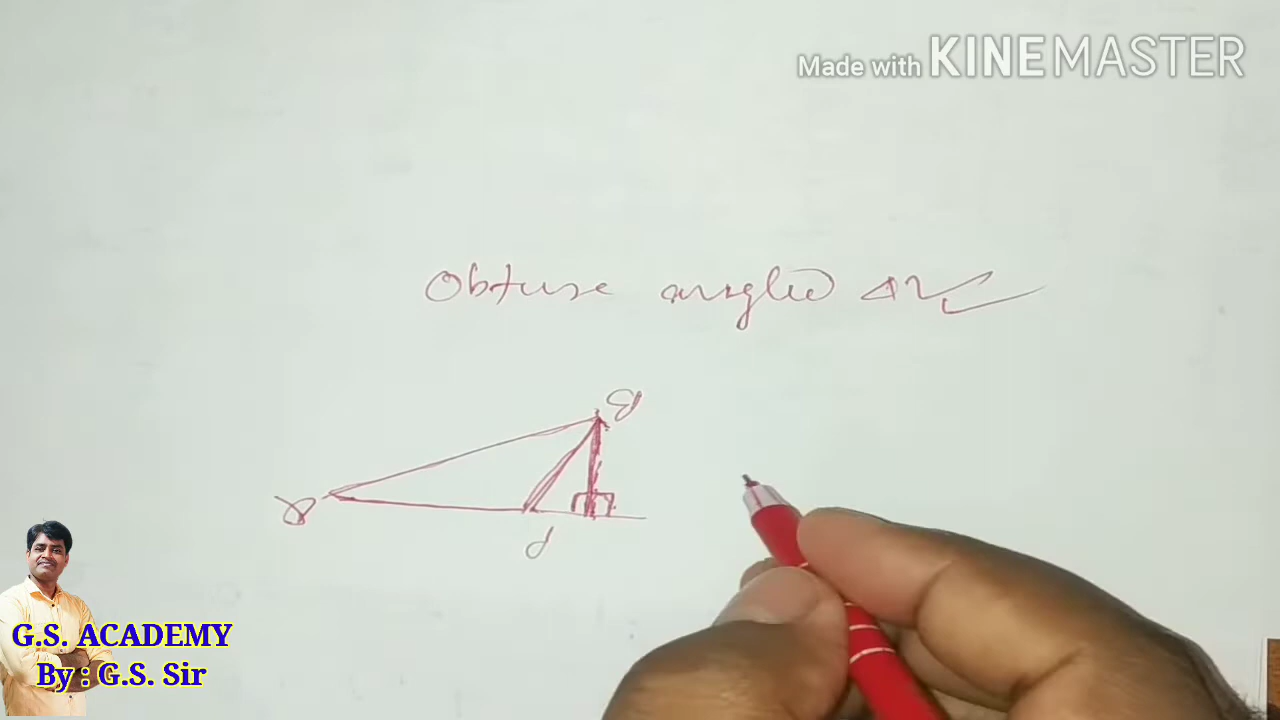 Made with KINEMASTER
Obtuse angled
B
P
G.S. ACADEMY
By : G.S. Sir